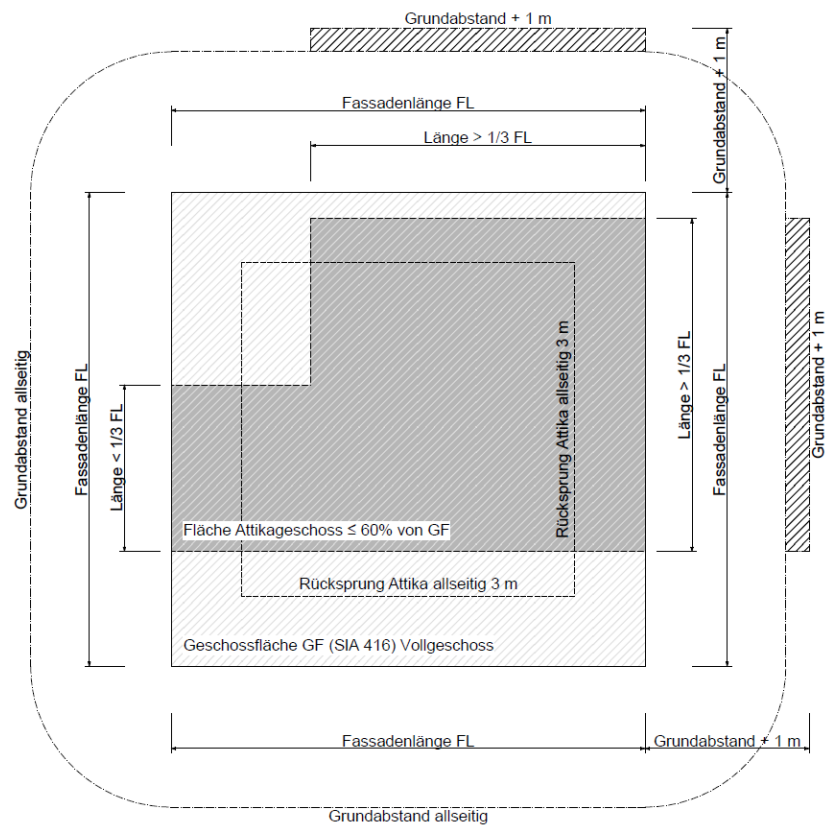 Grundabstand + 1 m
Grundabstand + 1 m
Fassadenlänge FL
Länge > 1/3 FL
Grundabstand allseitig
Fassadenlänge FL
Länge < 1/3 FL
Rücksprung Attika allseitig 3 m
Länge > 1/3 FL
Fassadenlänge FL
Grundabstand + 1 m
Fläche Attikageschoss ≤ 60% von GF
Rücksprung Attika allseitig 3 m
Geschossfläche GF (SIA 416) Vollgeschoss
Fassadenlänge FL
Grundabstand + 1 m
Grundabstand allseitig